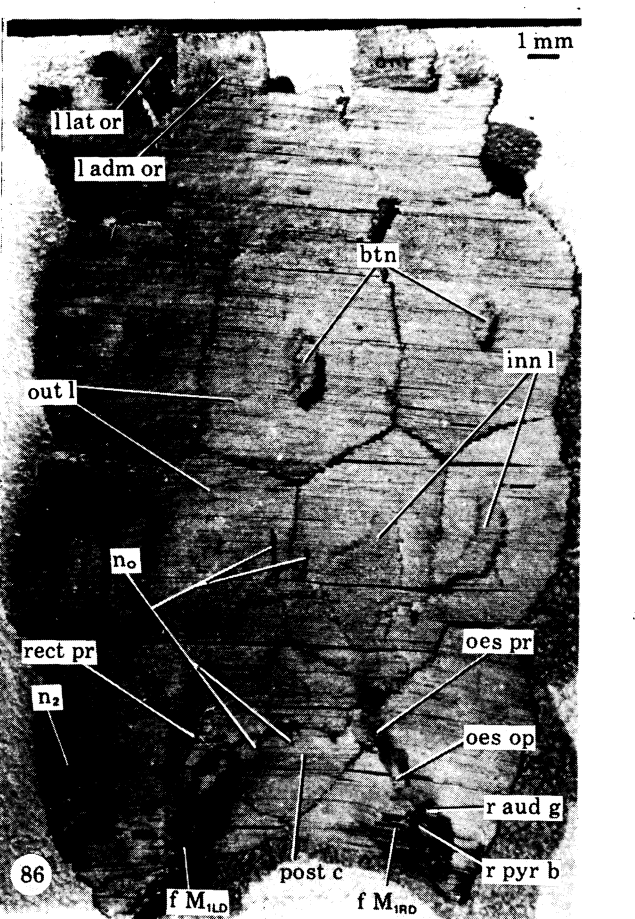 1 mm
l lat or
l adm or
btn
inn l
out l
n₀
rect pr
oes pr
n₂
oes op
r aud g
86
post c
r pyr b
f M₁LD
f M₁RD